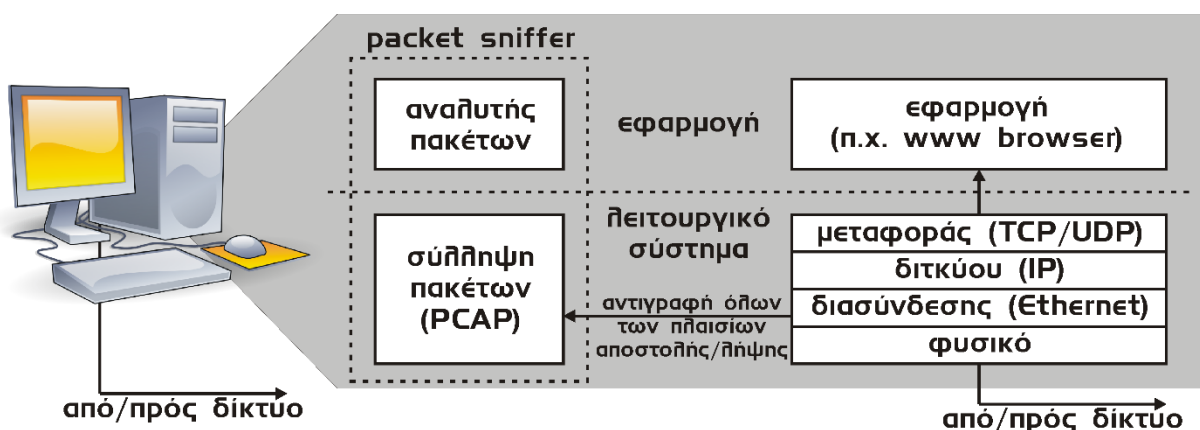 packet sniffer
αναλυτής
πακέτων
εφαρμογή
εφαρμογή
(π.χ. www browser)
σύλληψη
πακέτων
(PCAP)
λειτουργικό
σύστημα
αντιγραφή όλων
των πλαισίων
αποστολής/λήψης
μεταφοράς (TCP/UDP)
διτκύου (IP)
διασύνδεσης (Ethernet)
φυσικό
από/πρός δίκτυο
από/πρός δίκτυο